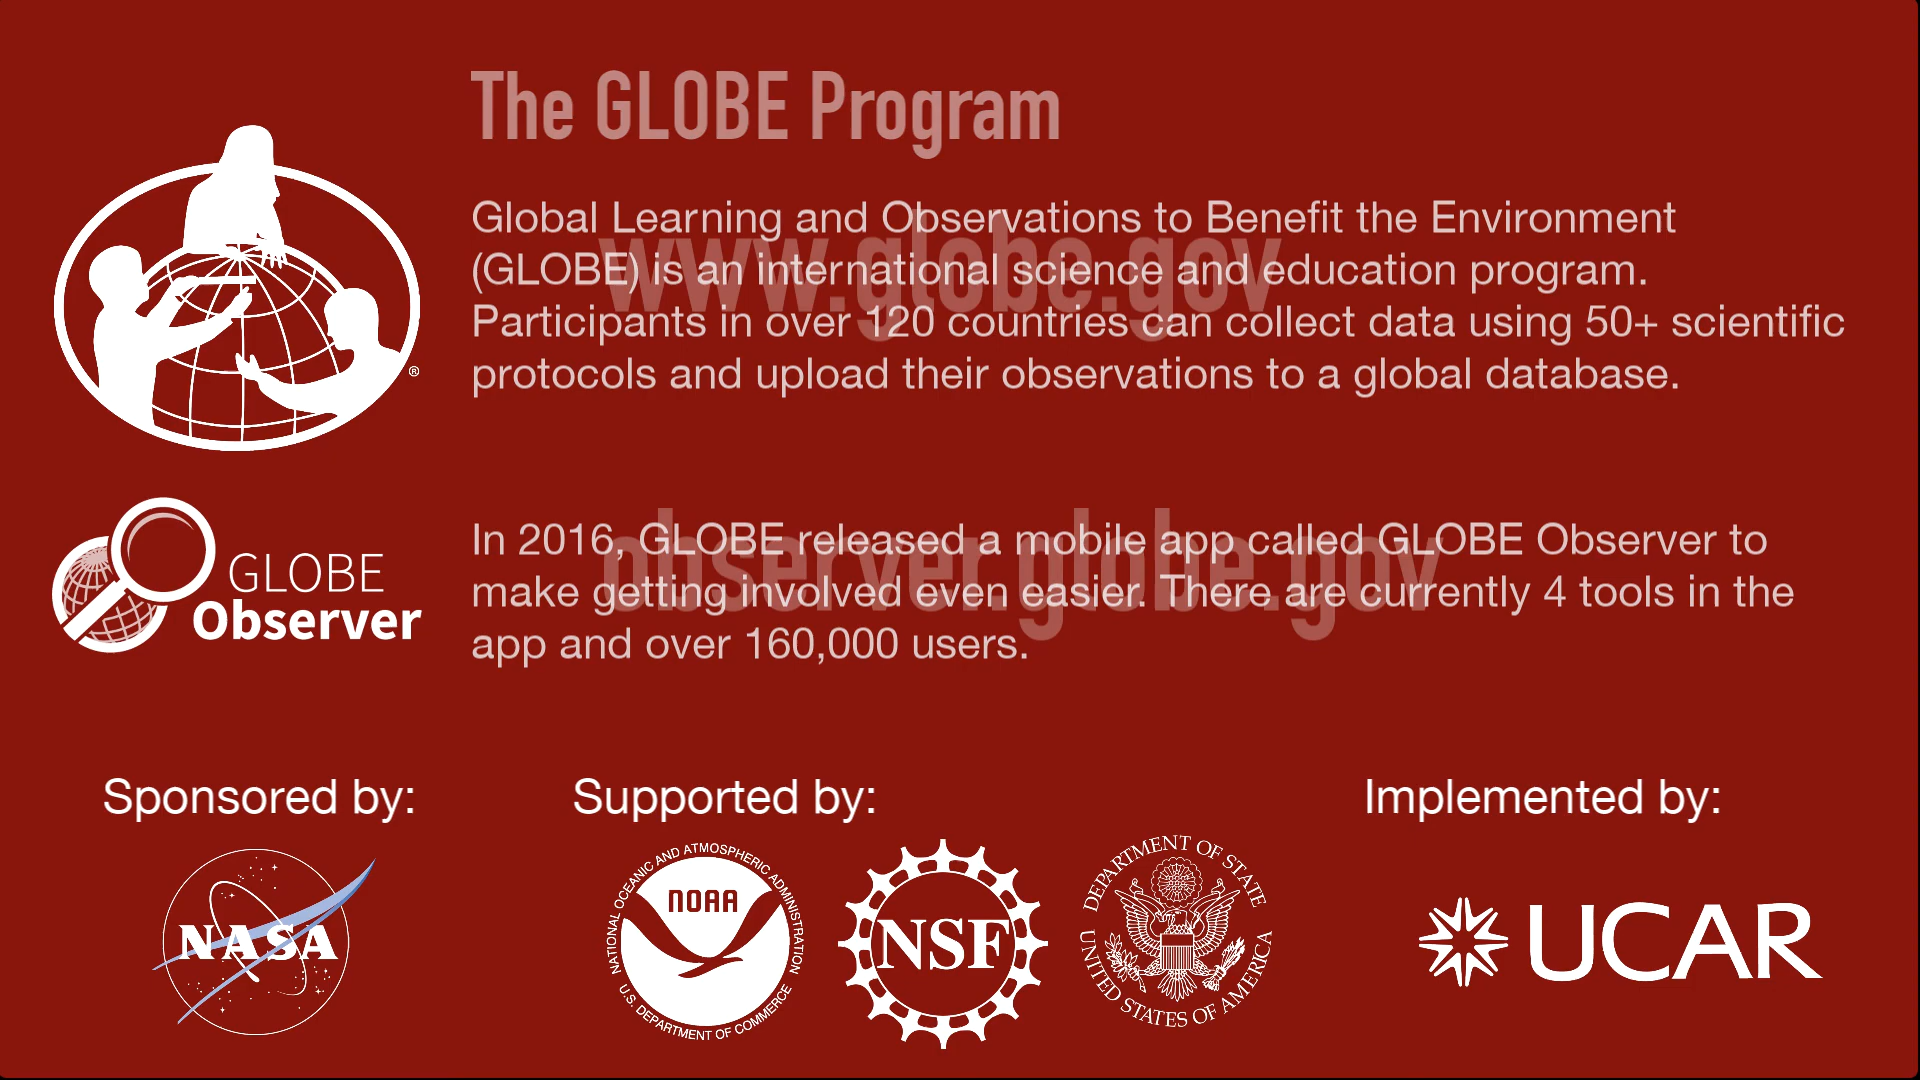 The GLOBE Program
Global Learning and Observations to Benefit the Environment
(GLOBE) is an international science and education program.
Participants in over 120 countries can collect data using 50+ scientific
protocols and upload their observations to a global database.
www.globe.gov
®
GLOBE
Observer
In 2016, GLOBE released a mobile app called GLOBE Observer to
make getting involved even easier. There are currently 4 tools in the
app and over 160,000 users.
observer.globe.gov
Sponsored by:
NASA
Supported by:
NATIONAL OCEANIC AND ATMOSPHERIC ADMINISTRATION
NOAA
U.S. DEPARTMENT OF COMMERCE
NSF
DEPARTMENT OF STATE
UNITED STATES OF AMERICA
Implemented by:
UCAR